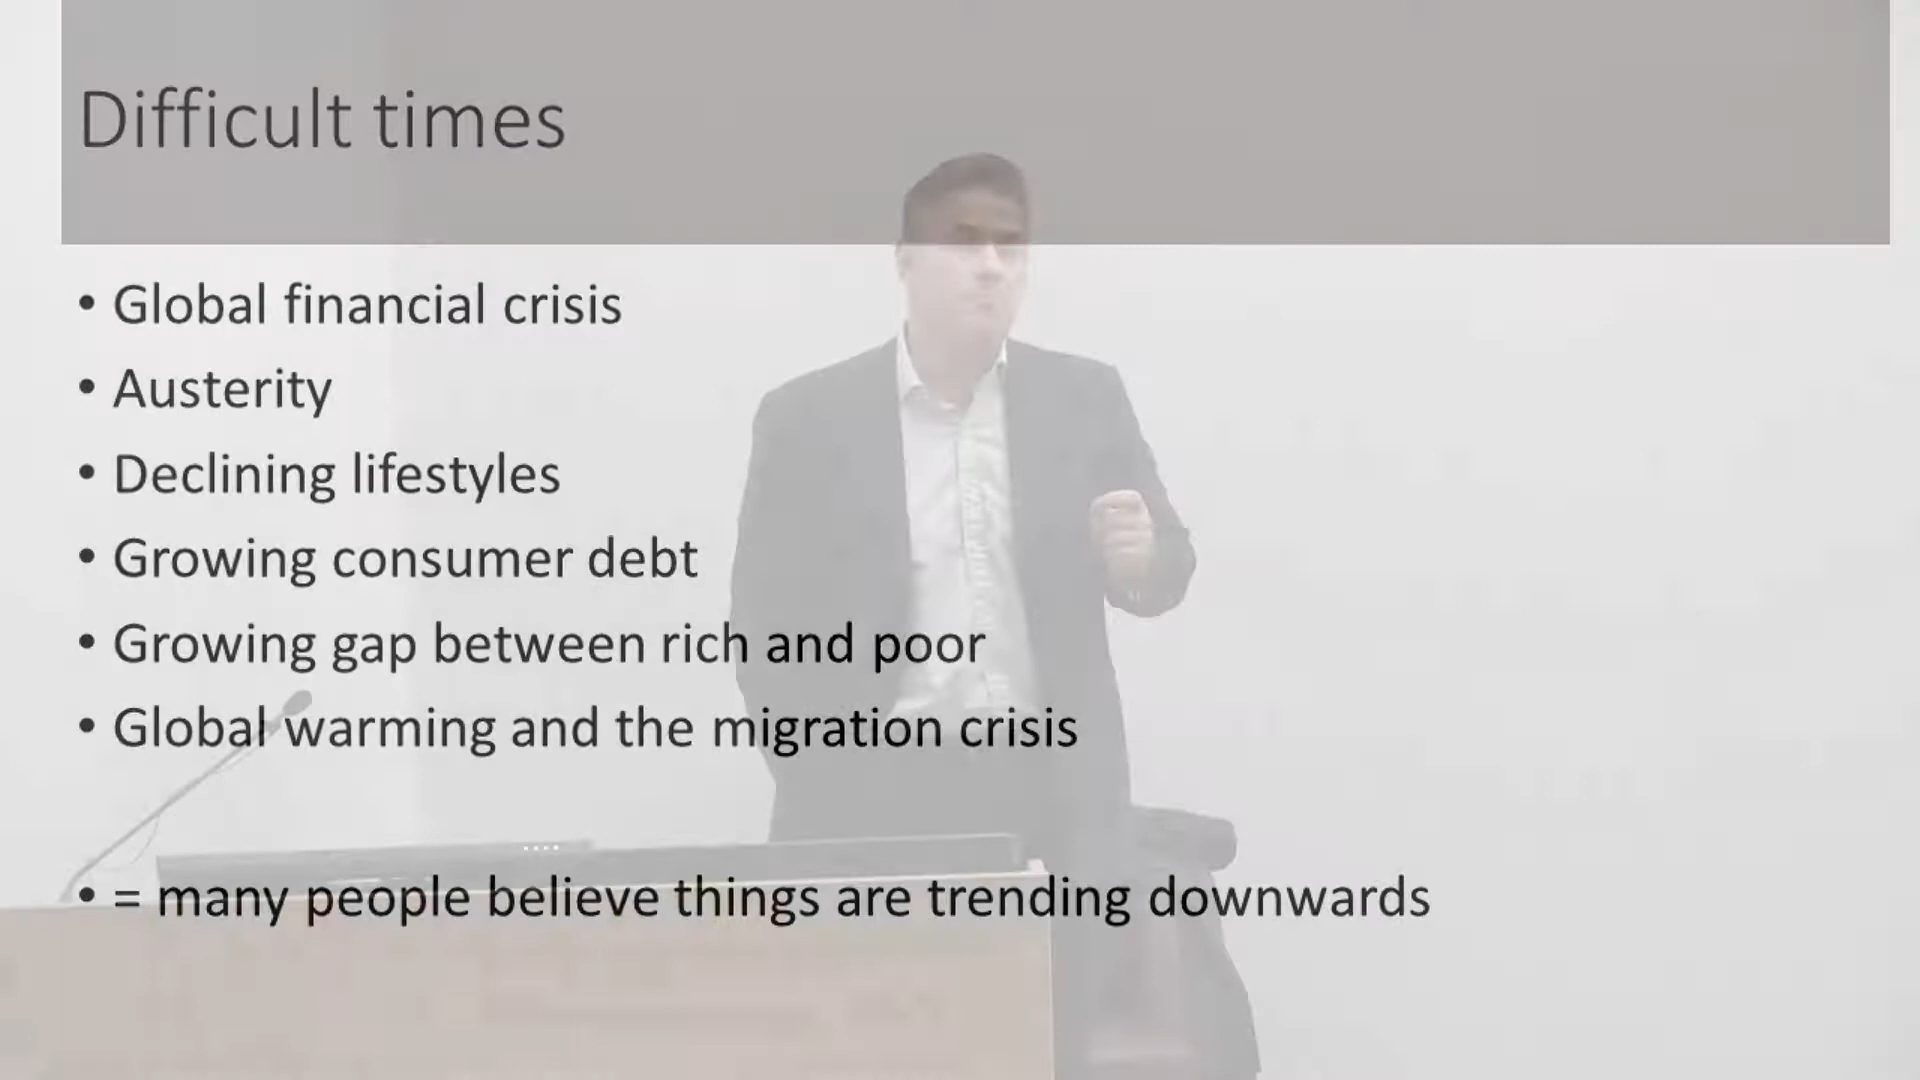 Difficult times
• Global financial crisis
• Austerity
• Declining lifestyles
• Growing consumer debt
• Growing gap between rich and poor
• Global warming and the migration crisis
• = many people believe things are trending downwards